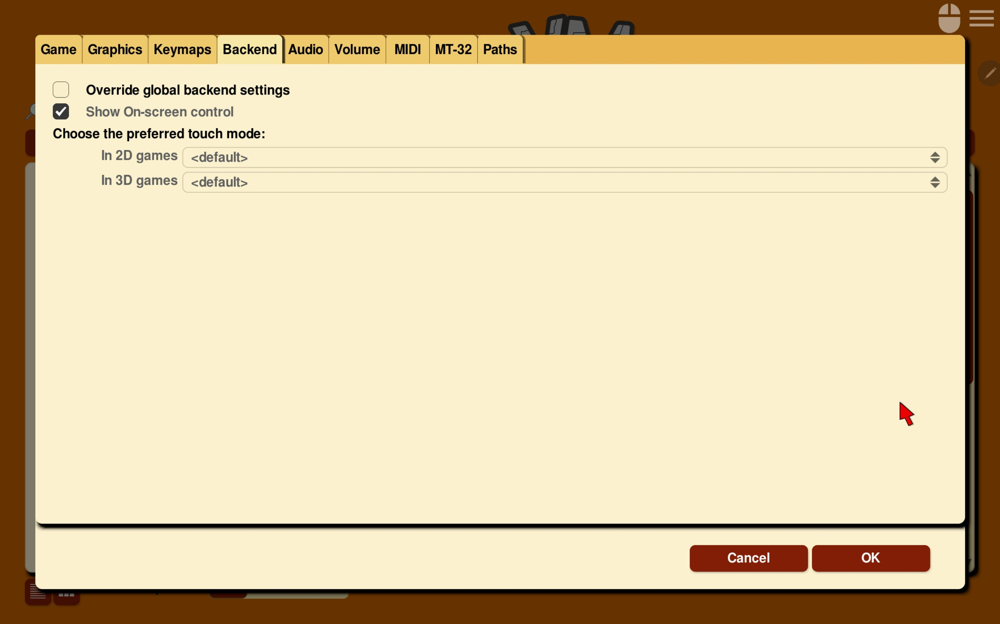 Game Graphics Keymaps Backend Audio Volume MIDI MT-32 Paths
Override global backend settings
Show On-screen control
Choose the preferred touch mode:
In 2D games <default>
In 3D games <default>
Cancel OK